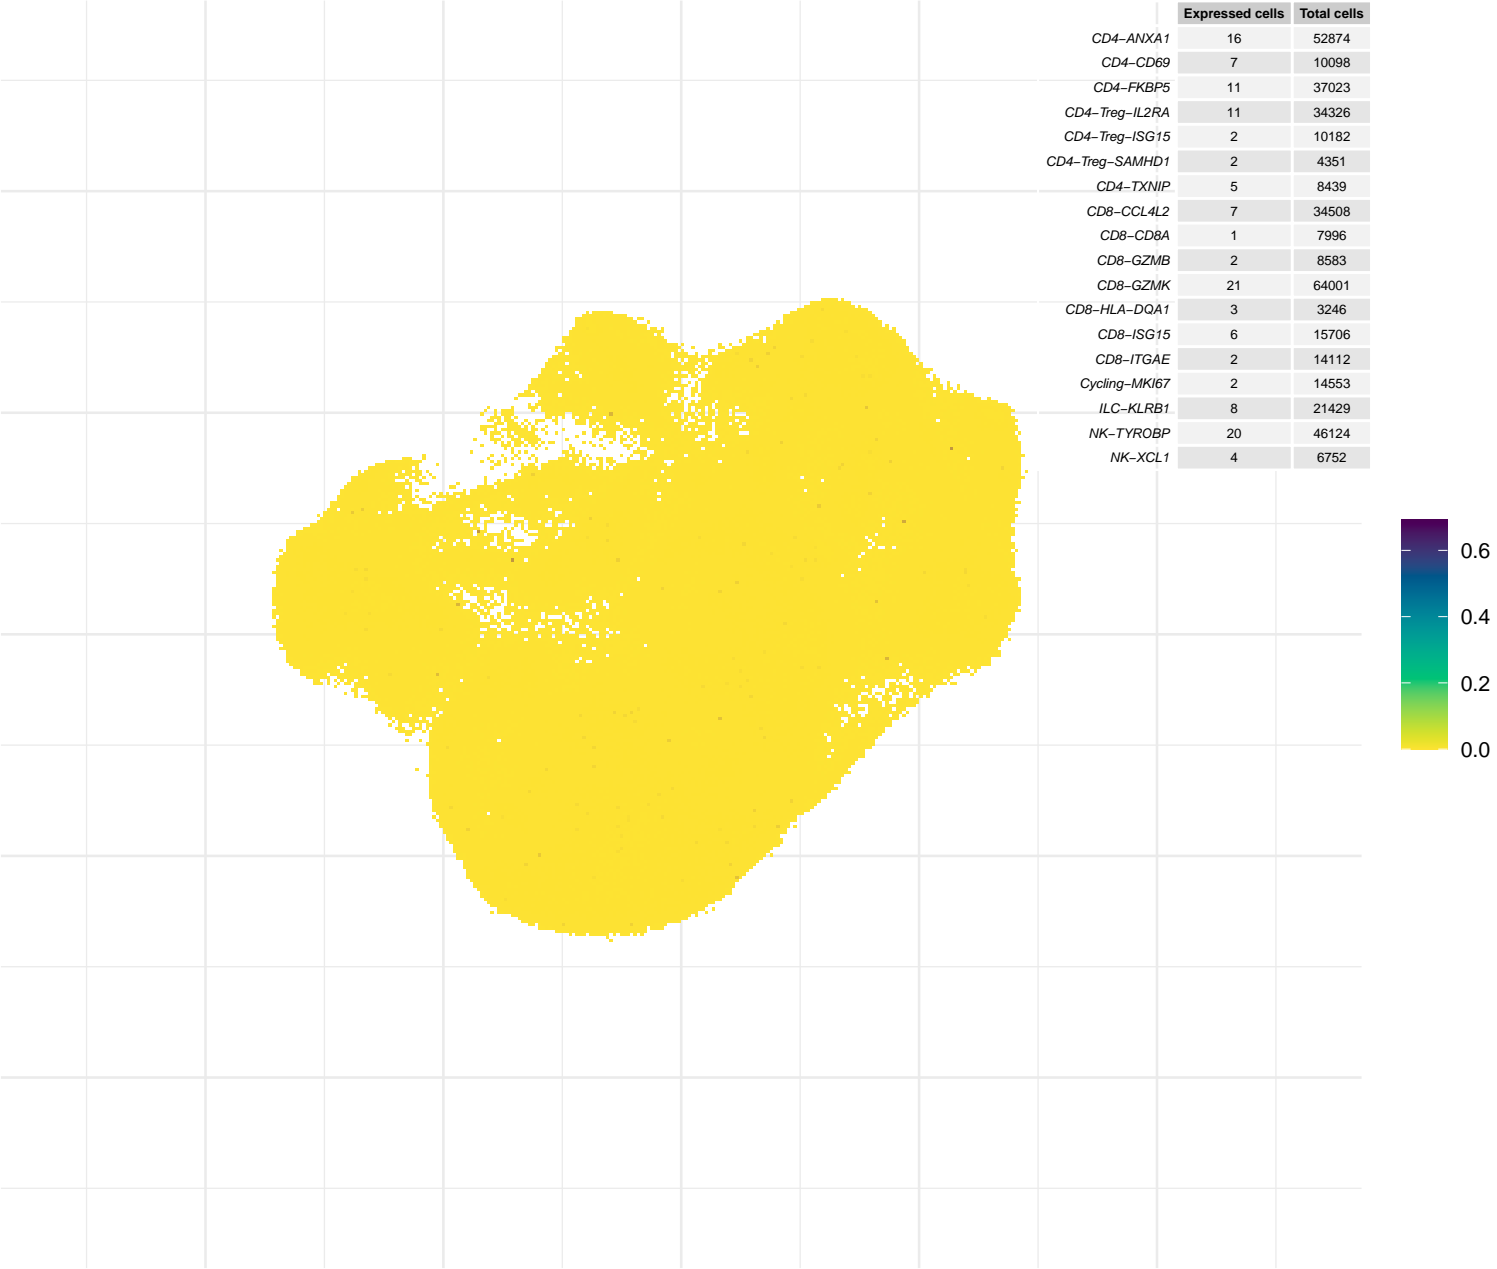 Expressed cells Total cells
CD4−ANXA1 16 52874
CD4−CD69 7 10098
CD4−FKBP5 11 37023
CD4−Treg−IL2RA 11 34326
CD4−Treg−ISG15 2 10182
CD4−Treg−SAMHD1 2 4351
CD4−TXNIP 5 8439
CD8−CCL4L2 7 34508
CD8−CD8A 1 7996
CD8−GZMB 2 8583
CD8−GZMK 21 64001
CD8−HLA−DQA1 3 3246
CD8−ISG15 6 15706
CD8−ITGAE 2 14112
Cycling−MKI67 2 14553
ILC−KLRB1 8 21429
NK−TYROBP 20 46124
NK−XCL1 4 6752
0.6
0.4
0.2
0.0